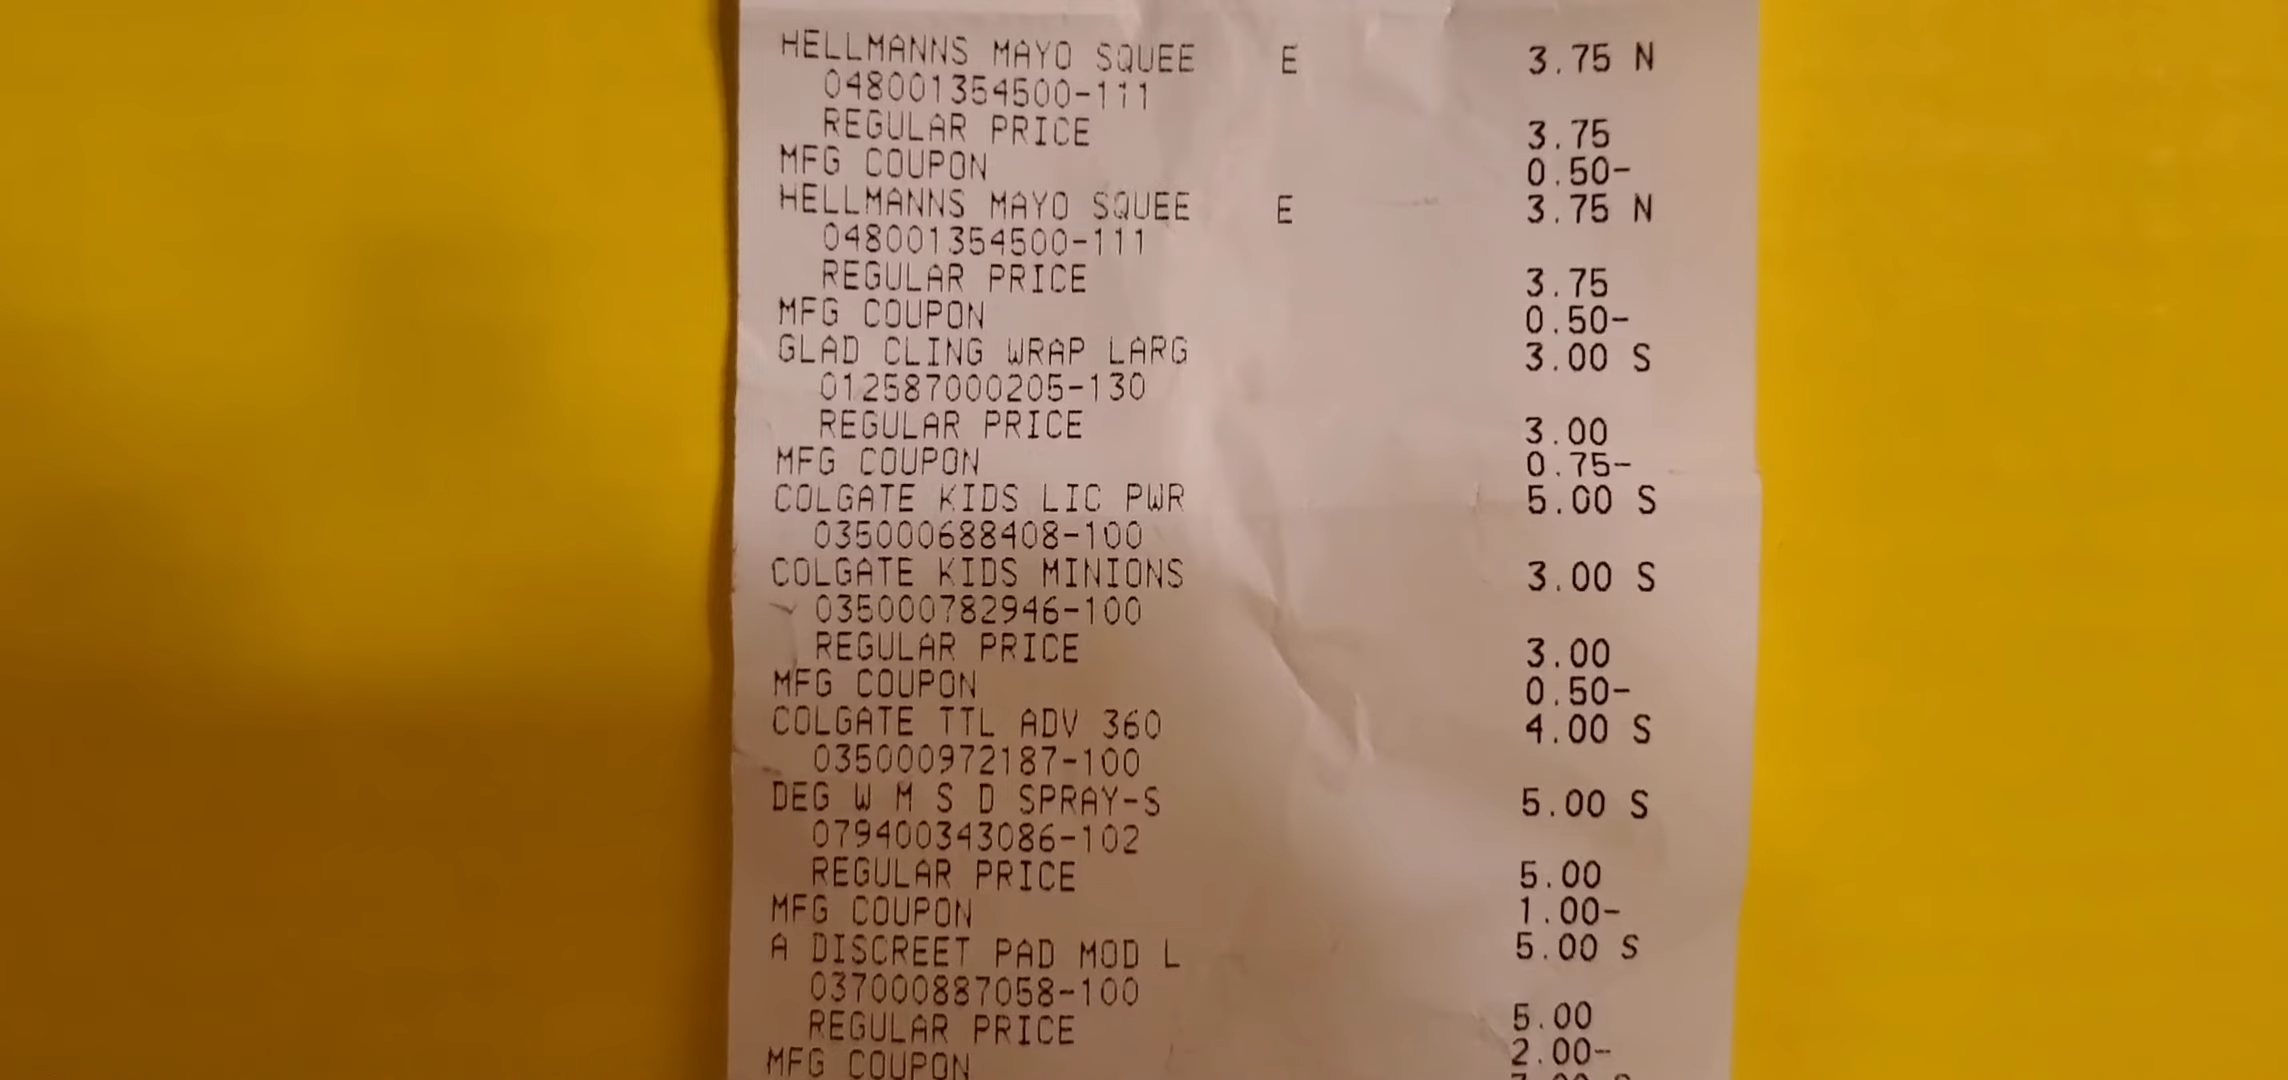 HELLMANNS MAYO SQUEE E 3.75 N
048001354500-111
REGULAR PRICE 3.75
MFG COUPON 0.50-
HELLMANNS MAYO SQUEE E 3.75 N
048001354500-111
REGULAR PRICE 3.75
MFG COUPON 0.50-
GLAD CLING WRAP LARG 3.00 S
012587000205-130
REGULAR PRICE 3.00
MFG COUPON 0.75-
COLGATE KIDS LIC PWR 5.00 S
035000688408-100
COLGATE KIDS MINIONS 3.00 S
035000782946-100
REGULAR PRICE 3.00
MFG COUPON 0.50-
COLGATE TTL ADV 360 4.00 S
035000972187-100
DEG W M S D SPRAY-S 5.00 S
079400343086-102
REGULAR PRICE 5.00
MFG COUPON 1.00-
A DISCREET PAD MOD L 5.00 S
037000887058-100
REGULAR PRICE 5.00
MFG COUPON 2.00-